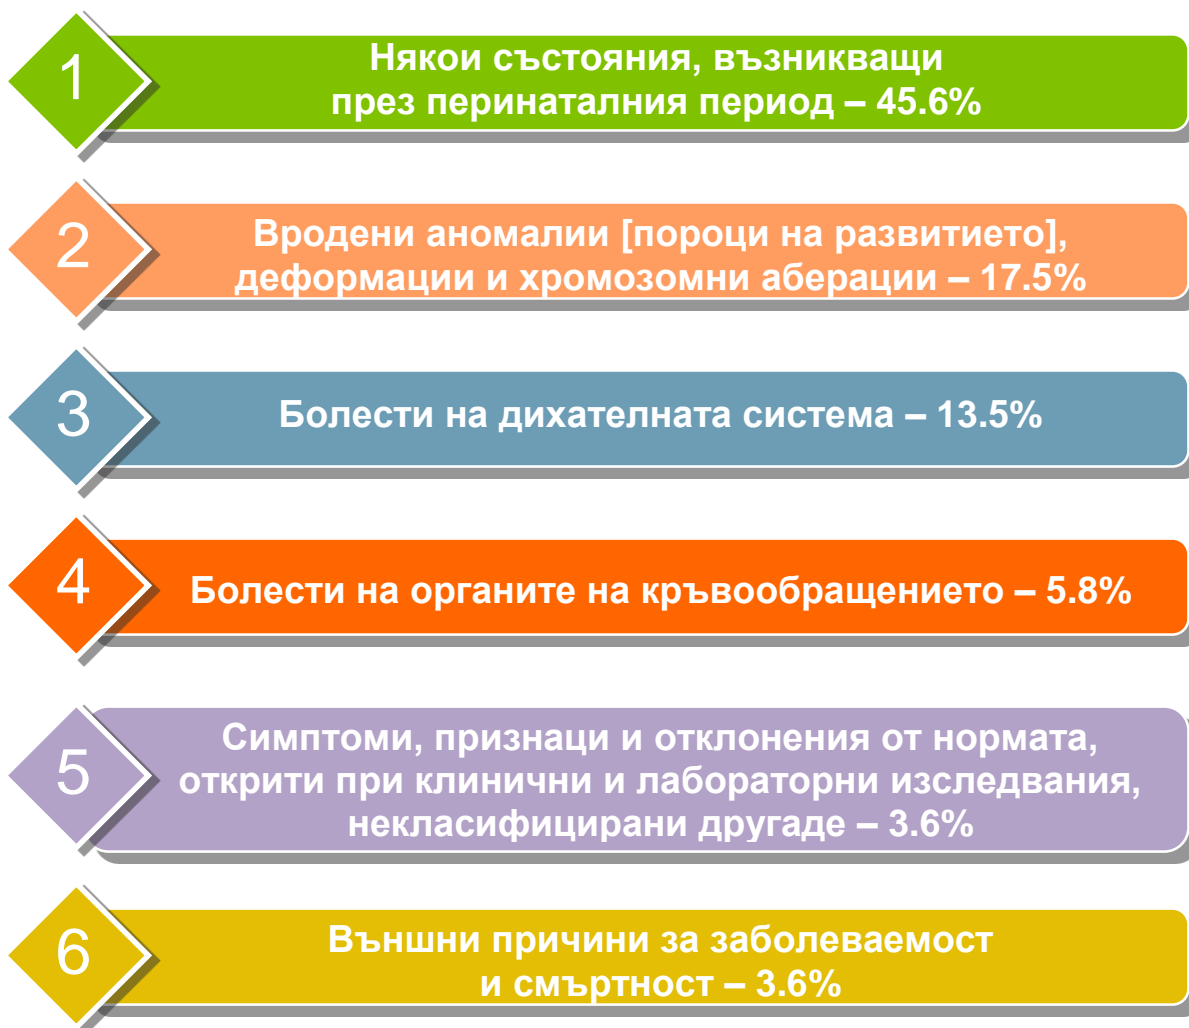 1
Някои състояния, възникващи
през перинаталния период – 45.6%
2
Вродени аномалии [пороци на развитието],
деформации и хромозомни аберации – 17.5%
3
Болести на дихателната система – 13.5%
4
Болести на органите на кръвообращението – 5.8%
5
Симптоми, признаци и отклонения от нормата,
открити при клинични и лабораторни изследвания,
некласифицирани другаде – 3.6%
6
Външни причини за заболеваемост
и смъртност – 3.6%